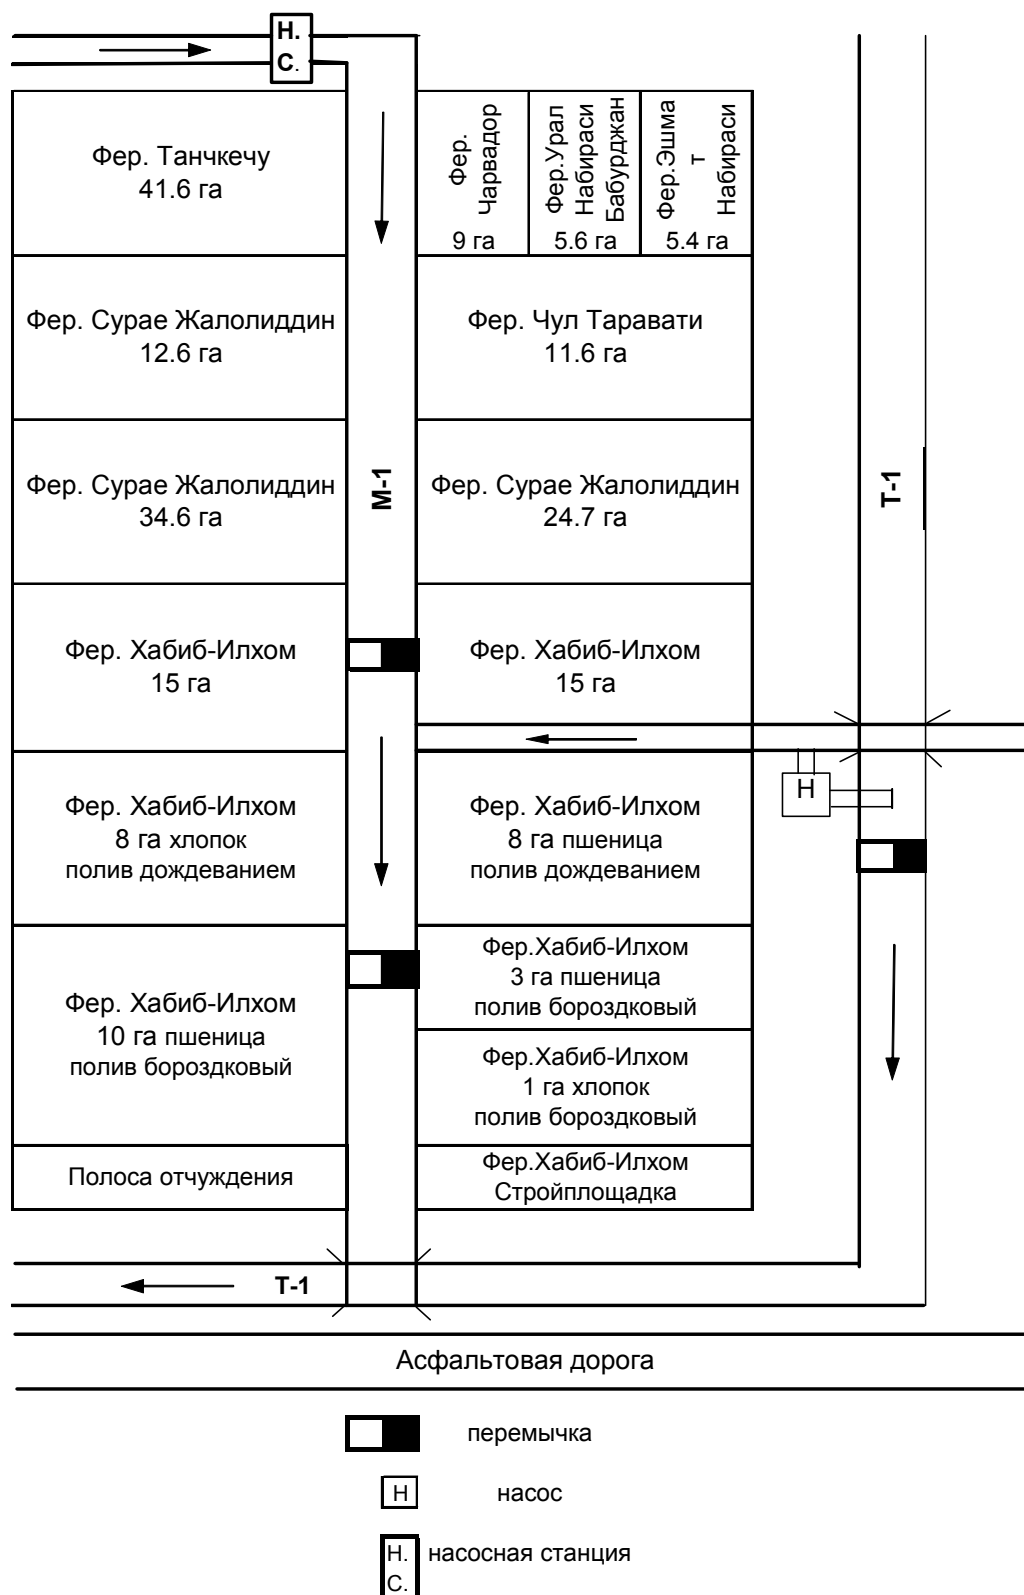 Н.
С.
Фер. Танчкечу
41.6 га
Фер.
Чарвадор
9 га
Фер.Урал
Набираси
Бабурджан
5.6 га
Фер.Эшма
т
Набираси
5.4 га
Фер. Сурае Жалолиддин
12.6 га
Фер. Чул Таравати
11.6 га
Фер. Сурае Жалолиддин
34.6 га
М-1
Фер. Сурае Жалолиддин
24.7 га
Т-1
Фер. Хабиб-Илхом
15 га
Фер. Хабиб-Илхом
15 га
Фер. Хабиб-Илхом
8 га хлопок
полив дождеванием
Фер. Хабиб-Илхом
8 га пшеница
полив дождеванием
Н
Фер. Хабиб-Илхом
10 га пшеница
полив бороздковый
Фер.Хабиб-Илхом
3 га пшеница
полив бороздковый
Фер.Хабиб-Илхом
1 га хлопок
полив бороздковый
Полоса отчуждения
Фер.Хабиб-Илхом
Стройплощадка
Т-1
Асфальтовая дорога
перемычка
Н
насос
Н.
С.
насосная станция